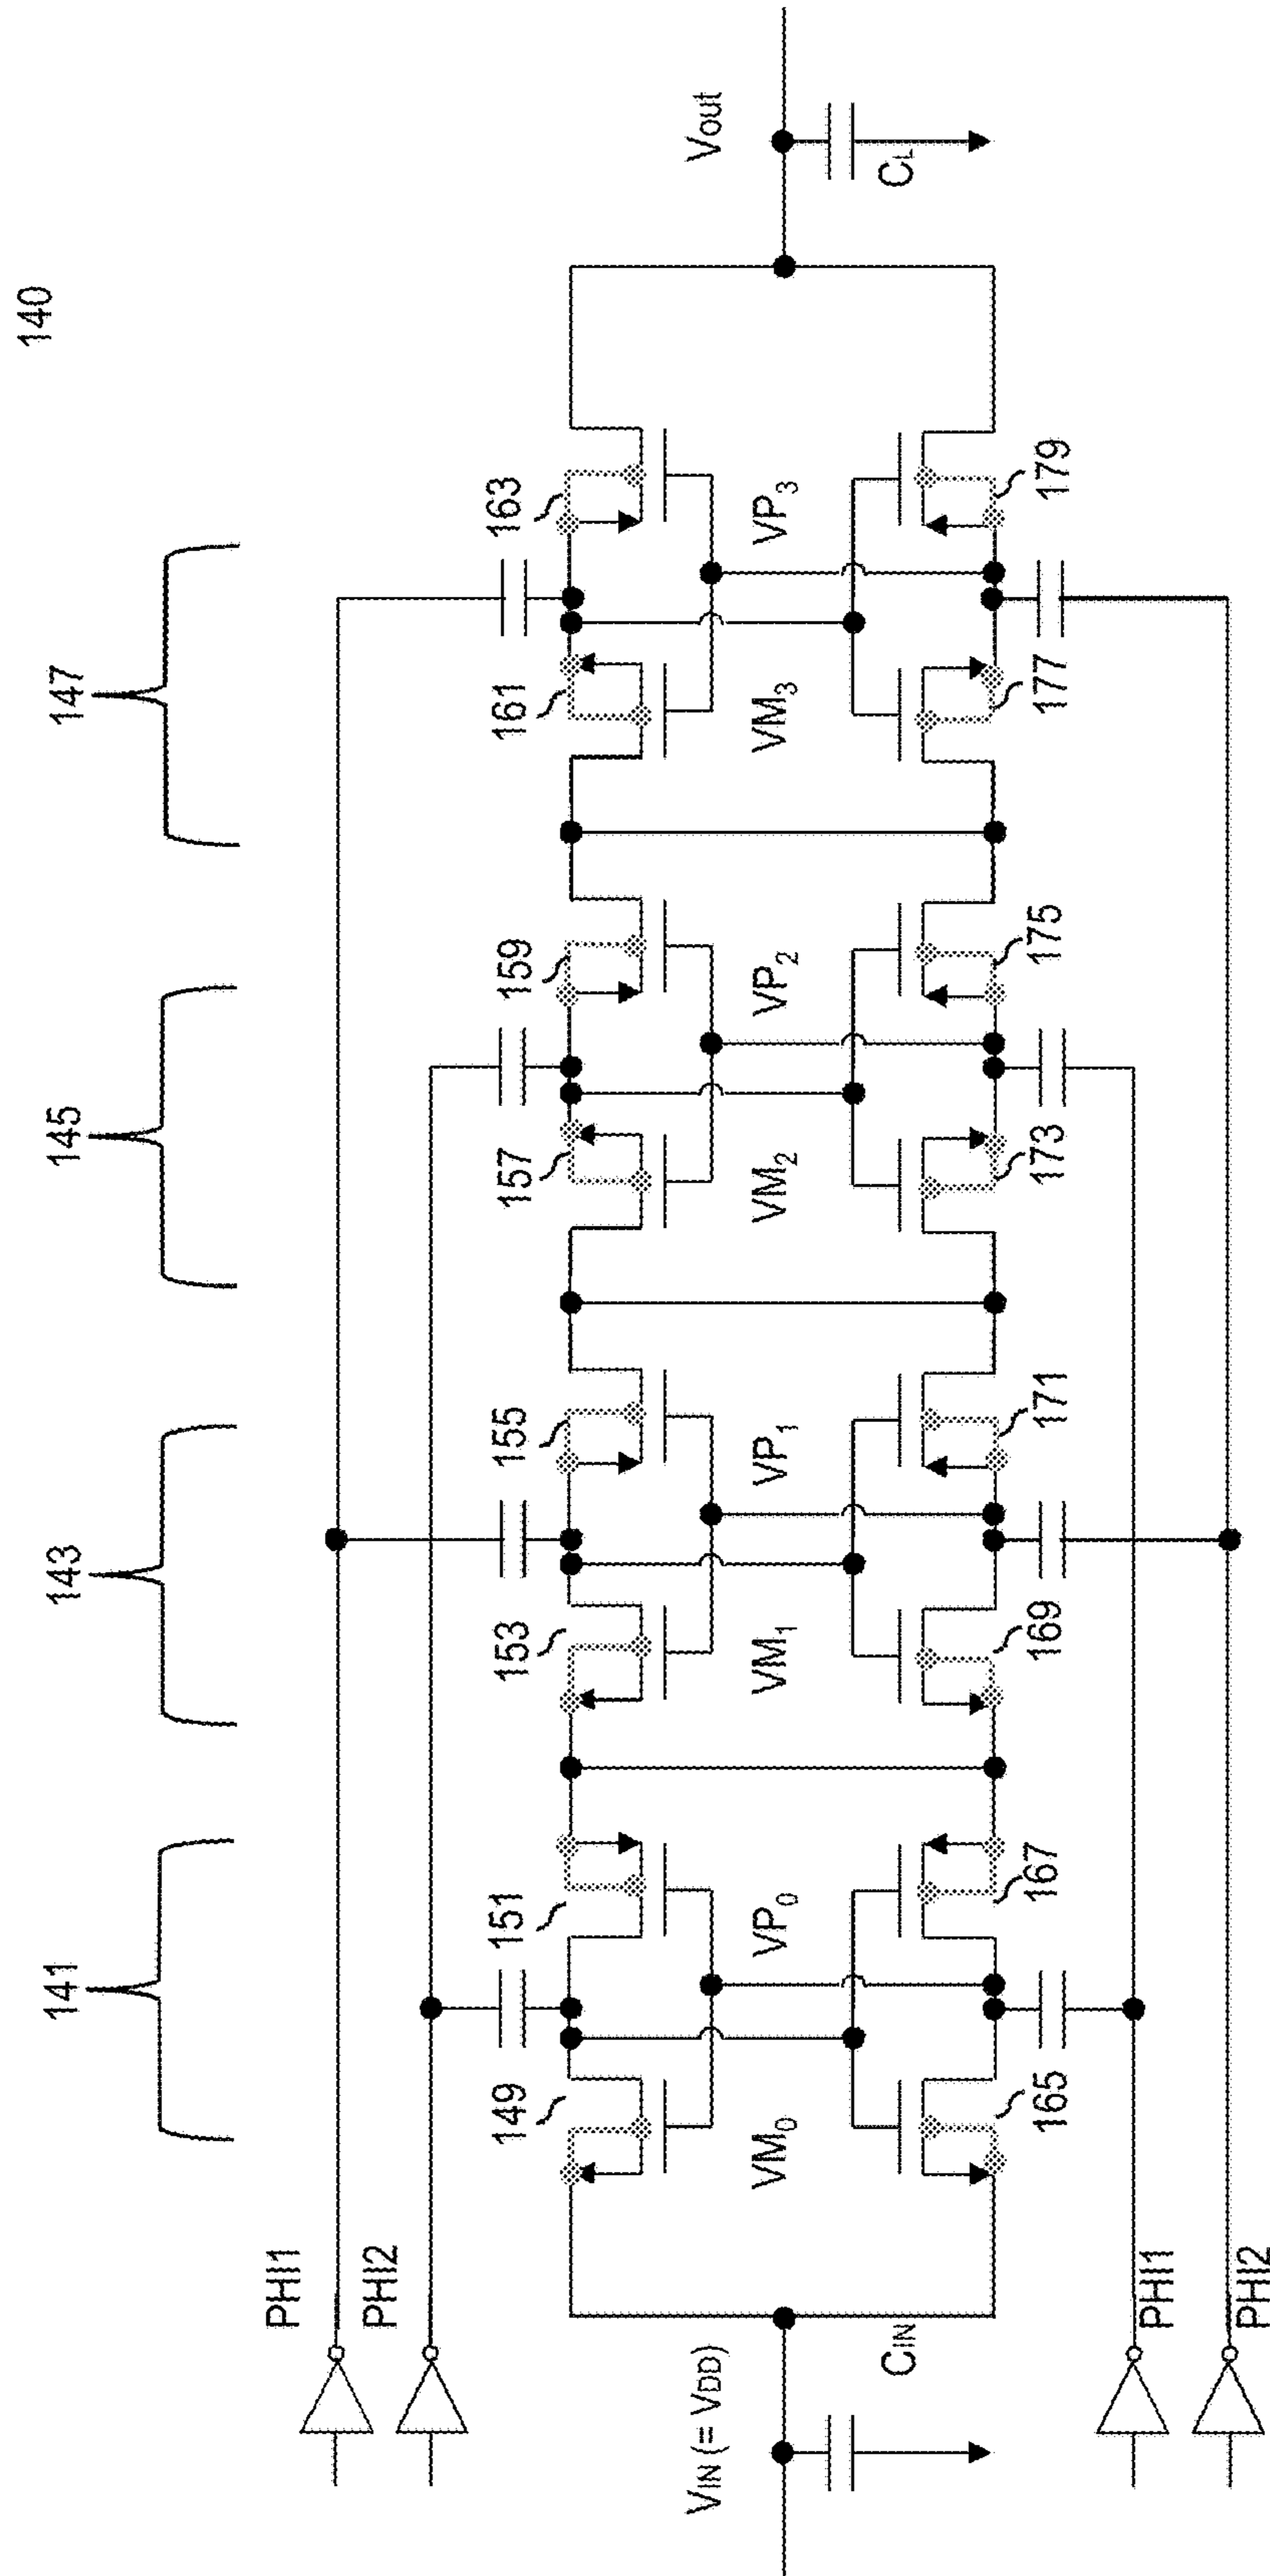 140
141
143
145
147
PHI1
PHI2
149
151
153
155
157
159
161
163
VIN (= VDD)
VM0
VP0
VM1
VP1
VM2
VP2
VM3
VP3
Vout
CIN
CL
165
167
169
171
173
175
177
179
PHI1
PHI2